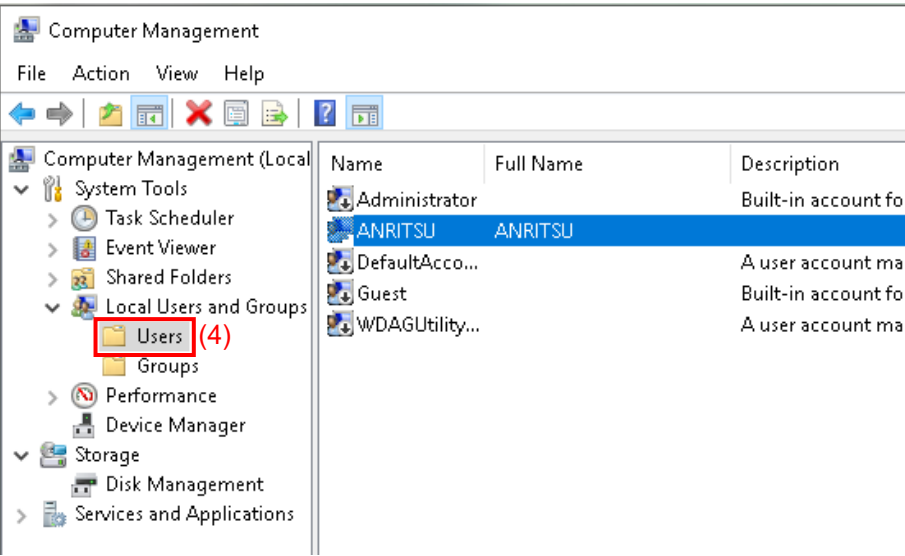 Computer Management
File Action View Help
Computer Management (Local
System Tools
Task Scheduler
Event Viewer
Shared Folders
Local Users and Groups
Users (4)
Groups
Performance
Device Manager
Storage
Disk Management
Services and Applications
Name Full Name Description
Administrator Built-in account fo
ANRITSU ANRITSU
DefaultAcco... A user account ma
Guest Built-in account fo
WDAGUtility... A user account ma